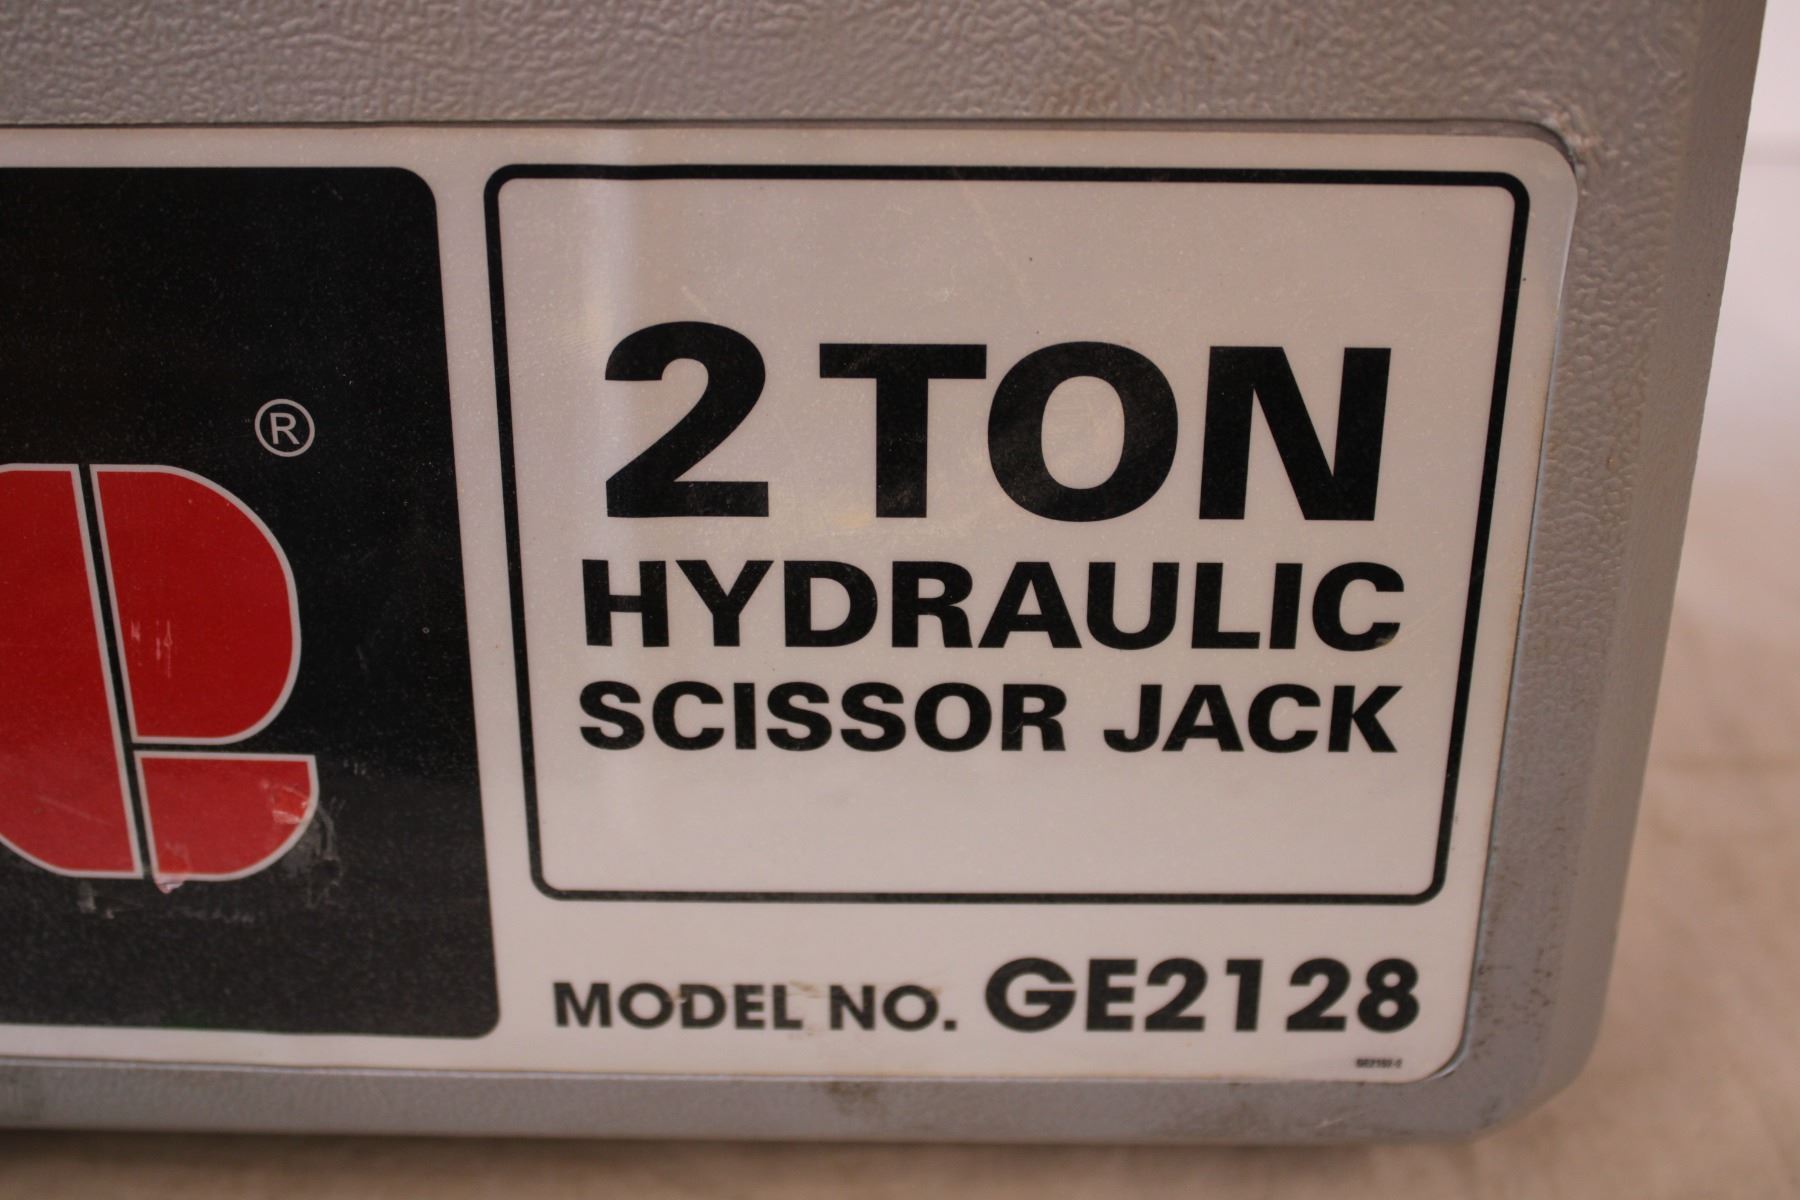 ®
2 TON
HYDRAULIC
SCISSOR JACK
MODEL NO. GE2128